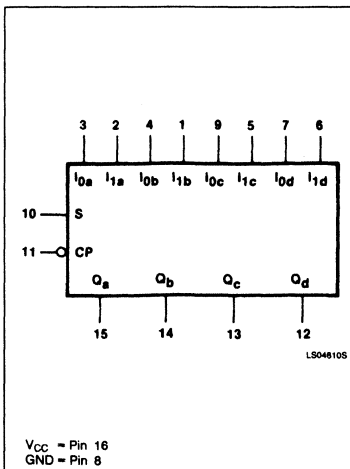 3 2 4 1 9 5 7 6
I0a I1a I0b I1b I0c I1c I0d I1d
10 S
11 CP
Qa Qb Qc Qd
15 14 13 12
LS04610S
VCC = Pin 16
GND = Pin 8